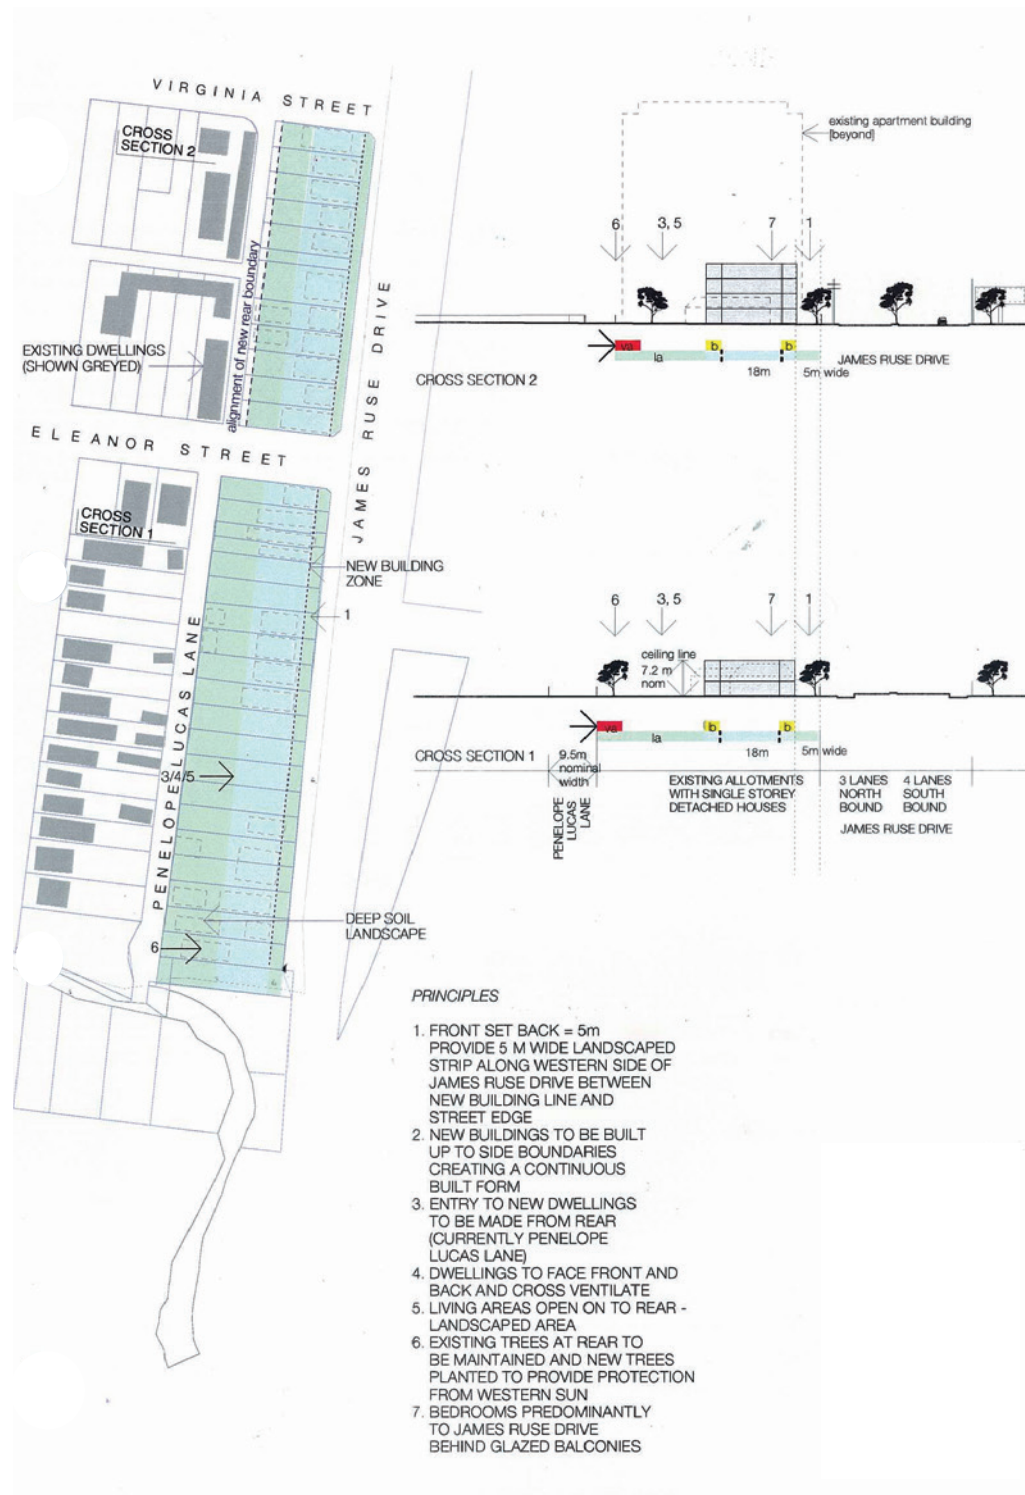 VIRGINIA STREET
CROSS
SECTION 2
alignment of new rear boundary
JAMES RUSE DRIVE
EXISTING DWELLINGS
(SHOWN GREYED)
ELEANOR STREET
CROSS
SECTION 1
NEW BUILDING
ZONE
1
PENELOPE LUCAS LANE
3/4/5
DEEP SOIL
LANDSCAPE
6
existing apartment building
[beyond]
6
3, 5
7
1
va
la
b
b
18m
5m wide
JAMES RUSE DRIVE
CROSS SECTION 2
6
3, 5
7
1
ceiling line
7.2 m
nom
va
la
b
b
18m
5m wide
CROSS SECTION 1
9.5m
nominal
width
PENELOPE
LUCAS
LANE
EXISTING ALLOTMENTS
WITH SINGLE STOREY
DETACHED HOUSES
3 LANES
NORTH
BOUND
4 LANES
SOUTH
BOUND
JAMES RUSE DRIVE
PRINCIPLES
1. FRONT SET BACK = 5m
PROVIDE 5 M WIDE LANDSCAPED
STRIP ALONG WESTERN SIDE OF
JAMES RUSE DRIVE BETWEEN
NEW BUILDING LINE AND
STREET EDGE
2. NEW BUILDINGS TO BE BUILT
UP TO SIDE BOUNDARIES
CREATING A CONTINUOUS
BUILT FORM
3. ENTRY TO NEW DWELLINGS
TO BE MADE FROM REAR
(CURRENTLY PENELOPE
LUCAS LANE)
4. DWELLINGS TO FACE FRONT AND
BACK AND CROSS VENTILATE
5. LIVING AREAS OPEN ON TO REAR -
LANDSCAPED AREA
6. EXISTING TREES AT REAR TO
BE MAINTAINED AND NEW TREES
PLANTED TO PROVIDE PROTECTION
FROM WESTERN SUN
7. BEDROOMS PREDOMINANTLY
TO JAMES RUSE DRIVE
BEHIND GLAZED BALCONIES